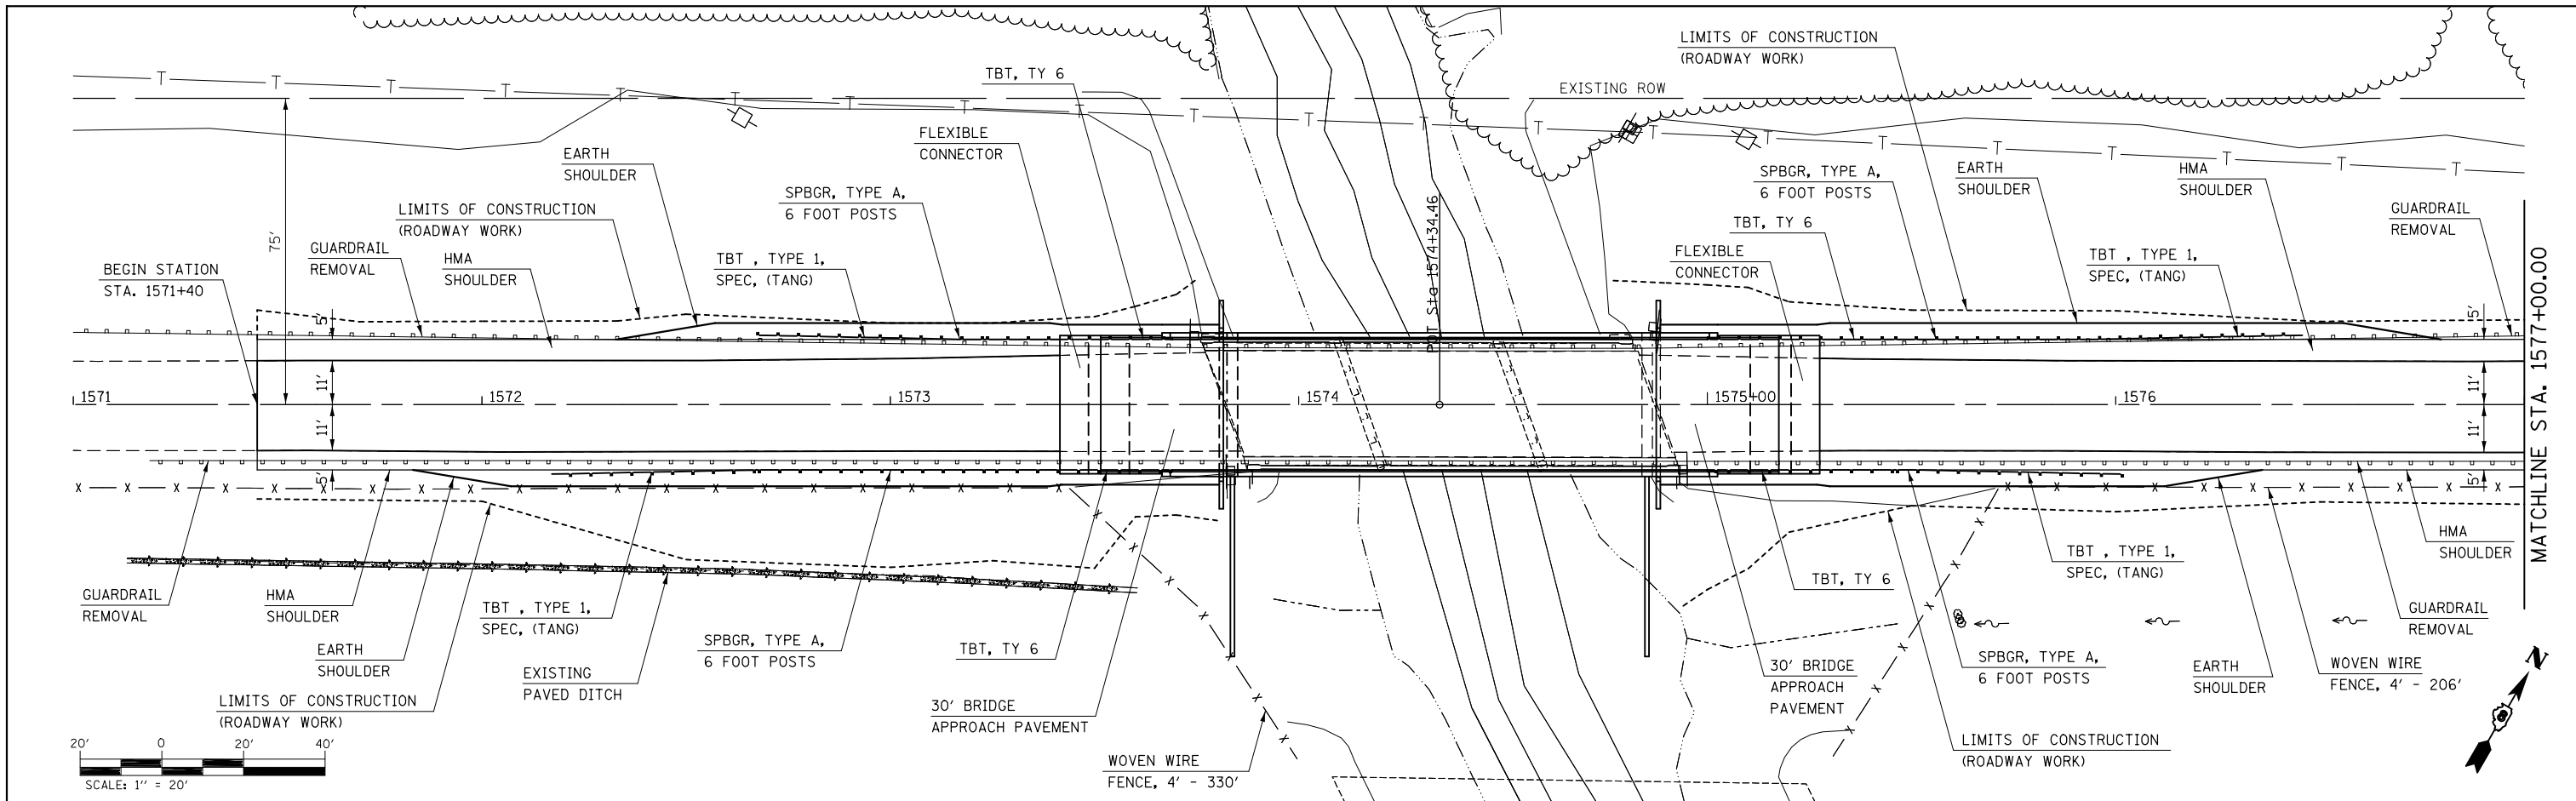 LIMITS OF CONSTRUCTION
(ROADWAY WORK)
TBT, TY 6
EXISTING ROW
FLEXIBLE
CONNECTOR
EARTH
SHOULDER
SPBGR, TYPE A,
6 FOOT POSTS
EARTH
SHOULDER
HMA
SHOULDER
SPBGR, TYPE A,
6 FOOT POSTS
LIMITS OF CONSTRUCTION
(ROADWAY WORK)
GUARDRAIL
REMOVAL
75'
GUARDRAIL
REMOVAL
HMA
SHOULDER
TBT , TYPE 1,
SPEC, (TANG)
POT Sta 1574+34.46
TBT, TY 6
FLEXIBLE
CONNECTOR
TBT , TYPE 1,
SPEC, (TANG)
BEGIN STATION
STA. 1571+40
MATCHLINE STA. 1577+00.00
5'
5'
11'
11'
1571
1572
1573
1574
1575+00
1576
11'
11'
5'
5'
X X X X X X X X X X X X X X X X X X X X
X X X X X X X X X X X
HMA
SHOULDER
TBT , TYPE 1,
SPEC, (TANG)
TBT, TY 6
GUARDRAIL
REMOVAL
HMA
SHOULDER
TBT , TYPE 1,
SPEC, (TANG)
GUARDRAIL
REMOVAL
EARTH
SHOULDER
SPBGR, TYPE A,
6 FOOT POSTS
TBT, TY 6
EXISTING
PAVED DITCH
30' BRIDGE
APPROACH
PAVEMENT
SPBGR, TYPE A,
6 FOOT POSTS
EARTH
SHOULDER
WOVEN WIRE
FENCE, 4' - 206'
N
LIMITS OF CONSTRUCTION
(ROADWAY WORK)
30' BRIDGE
APPROACH PAVEMENT
LIMITS OF CONSTRUCTION
(ROADWAY WORK)
20' 0 20' 40'
SCALE: 1'' = 20'
WOVEN WIRE
FENCE, 4' - 330'